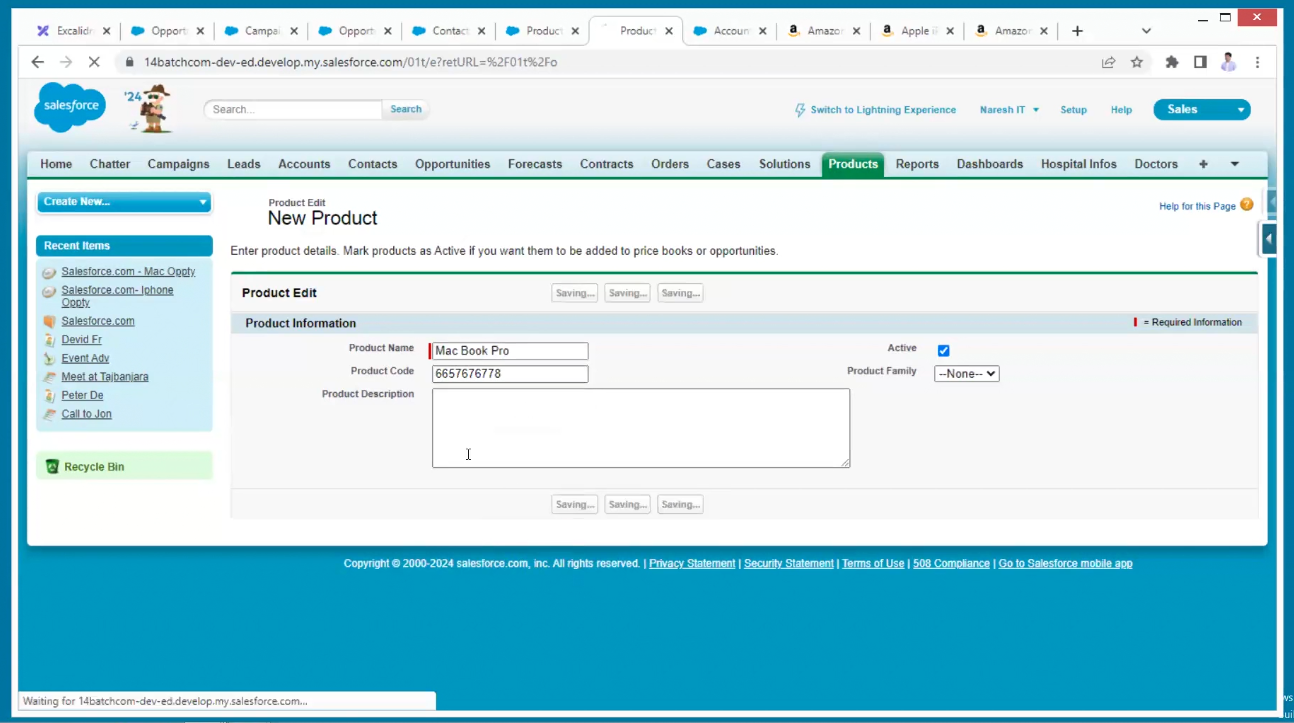 Excalidr
Opport
Campai
Opport
Contact
Product
Product
Accoun
Amazo
Apple i
Amazo
14batchcom-dev-ed.develop.my.salesforce.com/01t/e?retURL=%2F01t%2Fo
salesforce
'24
Search...
Search
Switch to Lightning Experience
Naresh IT
Setup
Help
Sales
Home
Chatter
Campaigns
Leads
Accounts
Contacts
Opportunities
Forecasts
Contracts
Orders
Cases
Solutions
Products
Reports
Dashboards
Hospital Infos
Doctors
+
Create New...
Recent Items
Salesforce.com - Mac Oppty
Salesforce.com- Iphone
Oppty
Salesforce.com
Devid Fr
Event Adv
Meet at Tajbanjara
Peter De
Call to Jon
Recycle Bin
Product Edit
New Product
Help for this Page
Enter product details. Mark products as Active if you want them to be added to price books or opportunities.
Product Edit
Saving... Saving... Saving...
Product Information
= Required Information
Product Name Mac Book Pro
Active
Product Code 6657676778
Product Family --None--
Product Description
Saving... Saving... Saving...
Copyright © 2000-2024 salesforce.com, inc. All rights reserved. | Privacy Statement | Security Statement | Terms of Use | 508 Compliance | Go to Salesforce mobile app
Waiting for 14batchcom-dev-ed.develop.my.salesforce.com...